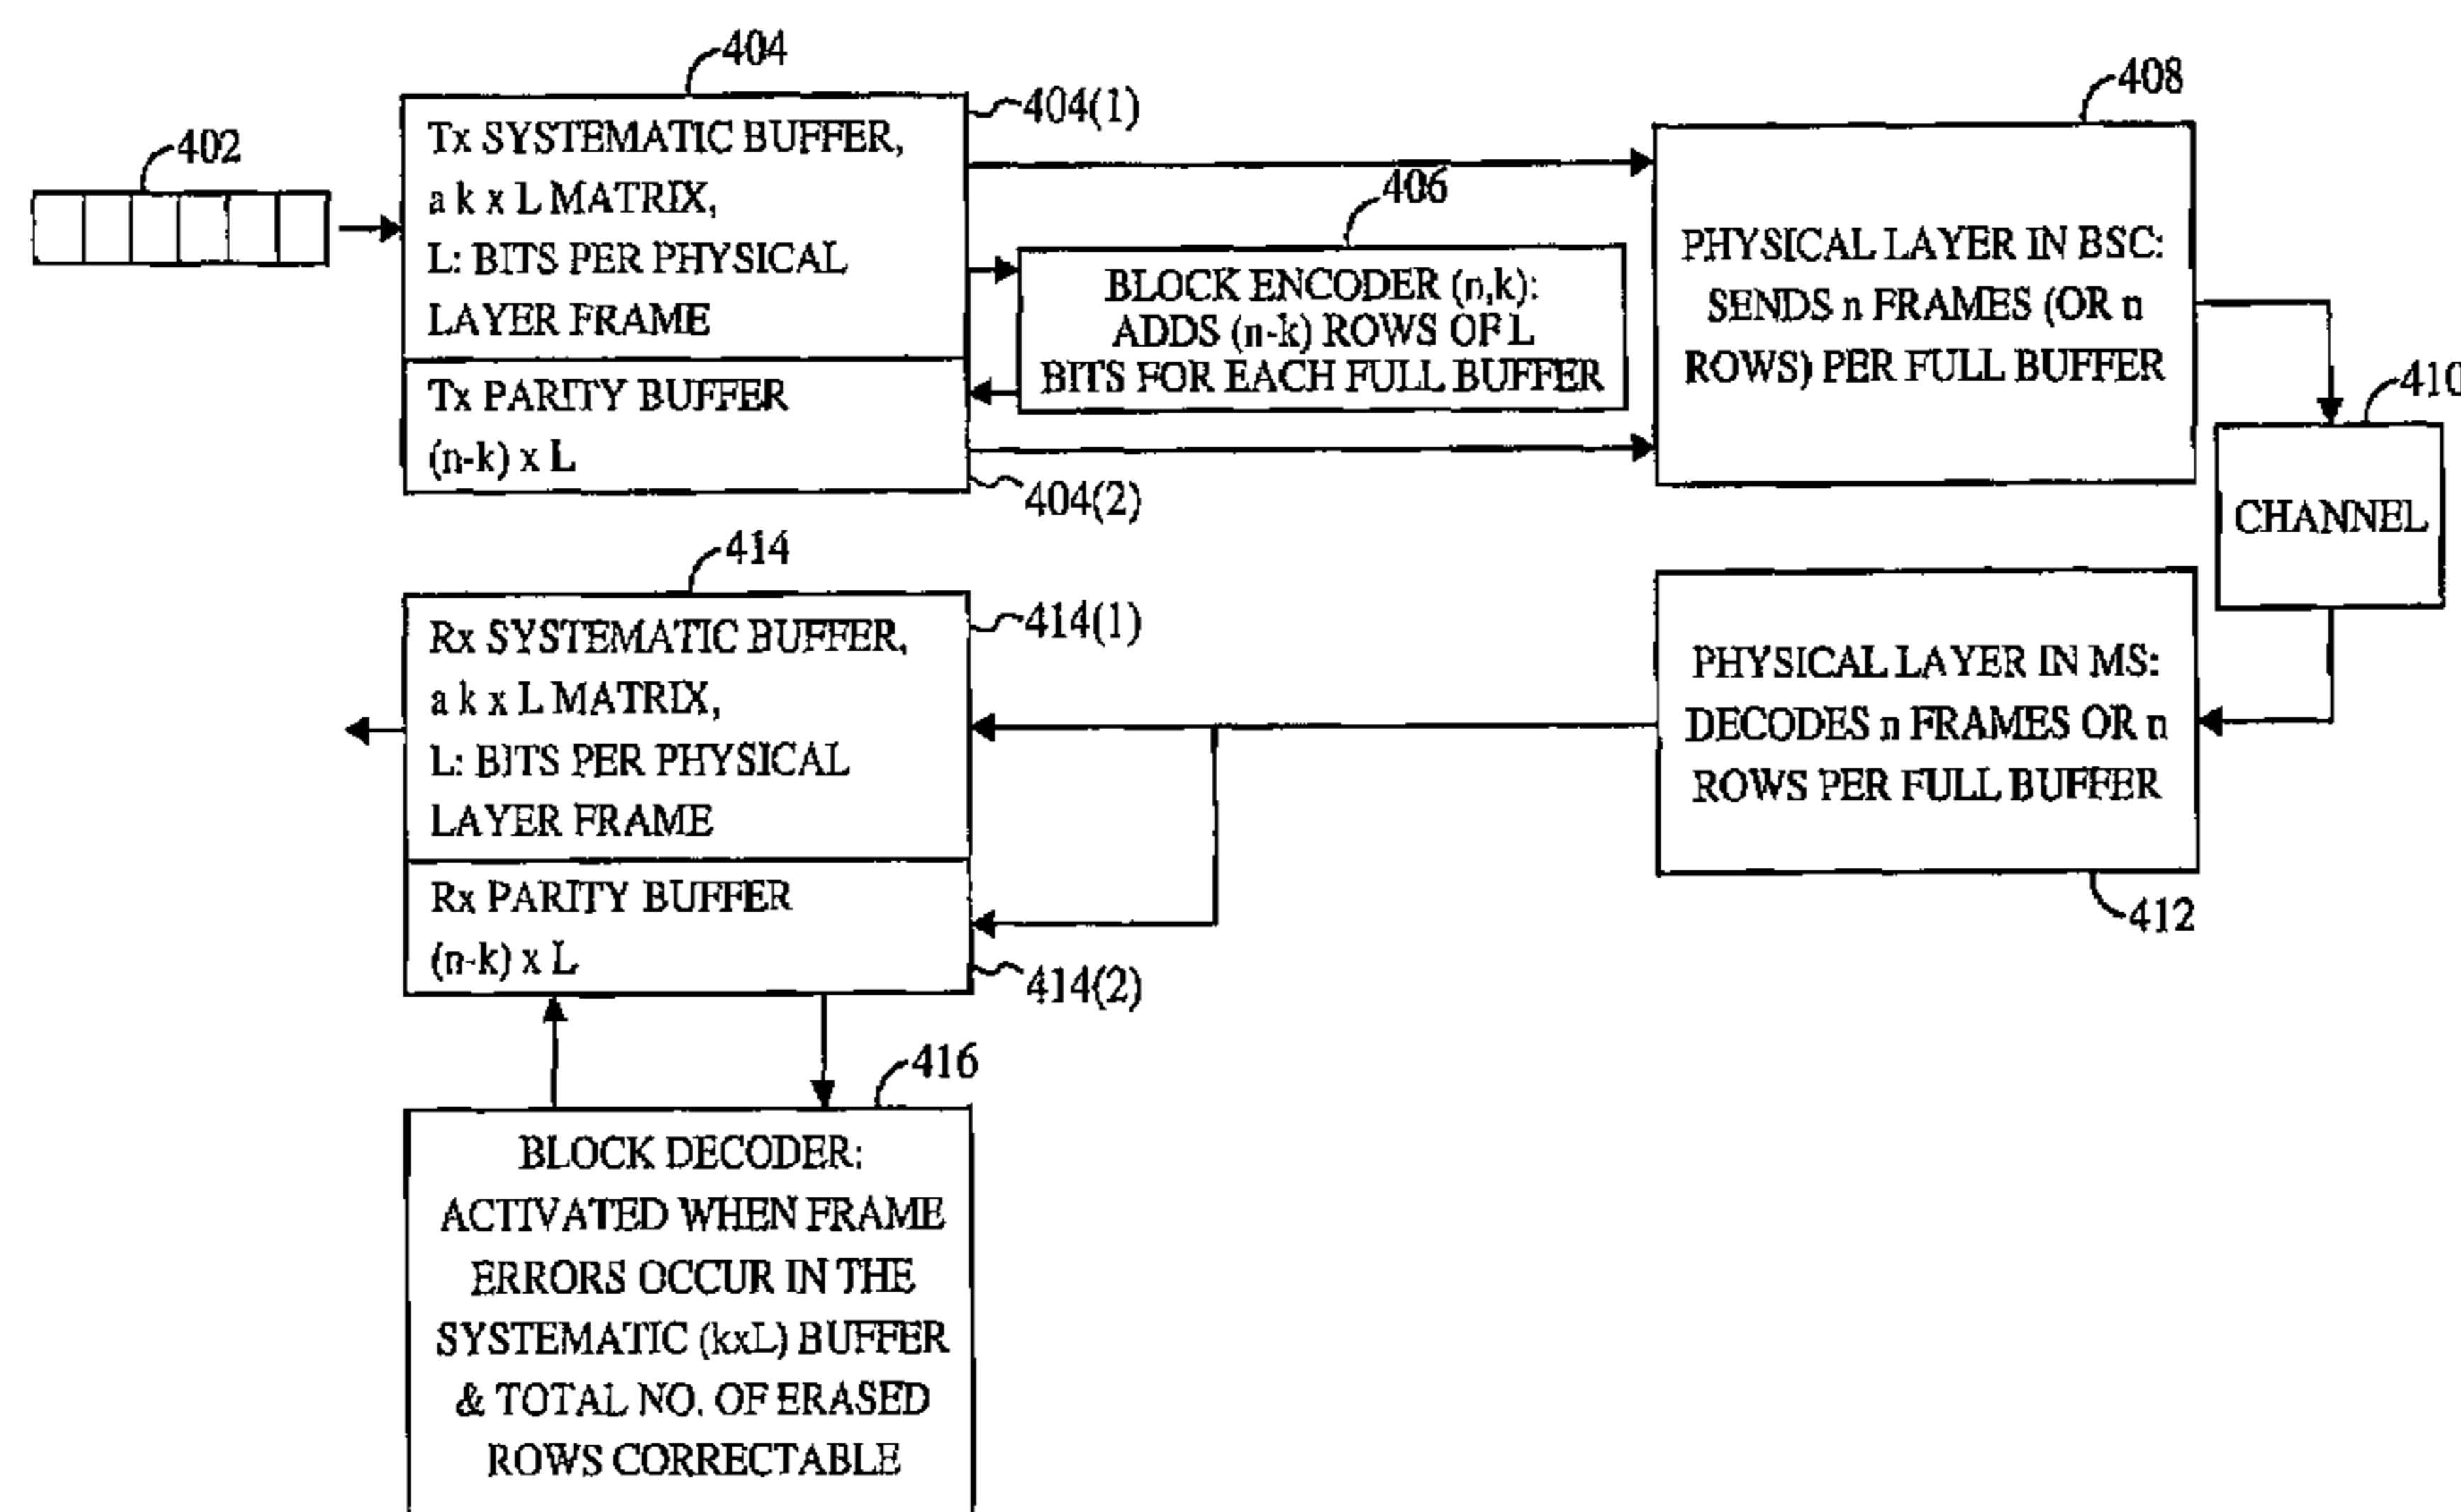 402
404
Tx SYSTEMATIC BUFFER,
a k x L MATRIX,
L: BITS PER PHYSICAL
LAYER FRAME
404(1)
Tx PARITY BUFFER
(n-k) x L
404(2)
406
BLOCK ENCODER (n,k):
ADDS (n-k) ROWS OF L
BITS FOR EACH FULL BUFFER
408
PHYSICAL LAYER IN BSC:
SENDS n FRAMES (OR n
ROWS) PER FULL BUFFER
410
CHANNEL
PHYSICAL LAYER IN MS:
DECODES n FRAMES OR n
ROWS PER FULL BUFFER
412
414
Rx SYSTEMATIC BUFFER,
a k x L MATRIX,
L: BITS PER PHYSICAL
LAYER FRAME
414(1)
Rx PARITY BUFFER
(n-k) x L
414(2)
416
BLOCK DECODER:
ACTIVATED WHEN FRAME
ERRORS OCCUR IN THE
SYSTEMATIC (kxL) BUFFER
& TOTAL NO. OF ERASED
ROWS CORRECTABLE